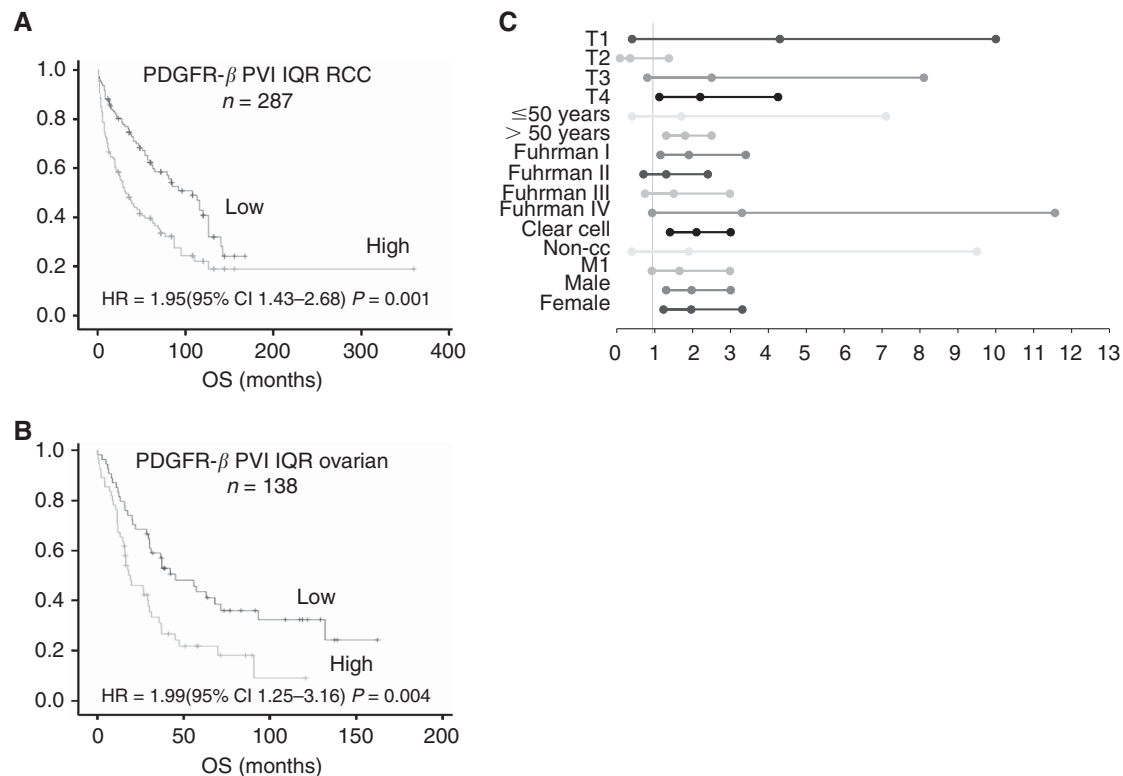 A
PDGFR-β PVI IQR RCC
n = 287
1.0
0.8
0.6
0.4
0.2
0.0
Low
High
HR = 1.95(95% CI 1.43–2.68) P = 0.001
0 100 200 300 400
OS (months)
B
PDGFR-β PVI IQR ovarian
n = 138
1.0
0.8
0.6
0.4
0.2
0.0
Low
High
HR = 1.99(95% CI 1.25–3.16) P = 0.004
0 50 100 150 200
OS (months)
C
T1
T2
T3
T4
≤50 years
> 50 years
Fuhrman I
Fuhrman II
Fuhrman III
Fuhrman IV
Clear cell
Non-cc
M1
Male
Female
0 1 2 3 4 5 6 7 8 9 10 11 12 13